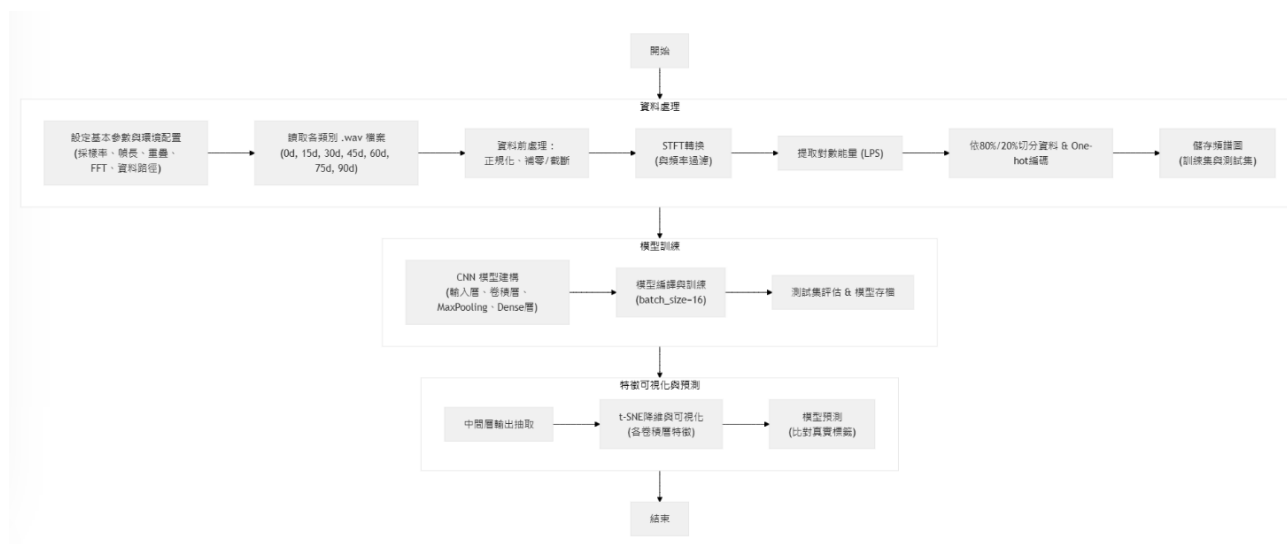 開始
資料處理
設定基本參數與環境配置
(採樣率、幀長、重疊、
FFT、資料路徑)
讀取各類別 .wav 檔案
(0d, 15d, 30d, 45d, 60d,
75d, 90d)
資料前處理：
正規化、補零/截斷
STFT轉換
(與頻率過濾)
提取對數能量 (LPS)
依80%/20%切分資料 & One-
hot編碼
儲存頻譜圖
(訓練集與測試集)
模型訓練
CNN 模型建構
(輸入層、卷積層、
MaxPooling、Dense層)
模型編譯與訓練
(batch_size=16)
測試集評估 & 模型存檔
特徵可視化與預測
中間層輸出抽取
t-SNE降維與可視化
(各卷積層特徵)
模型預測
(比對真實標籤)
結束